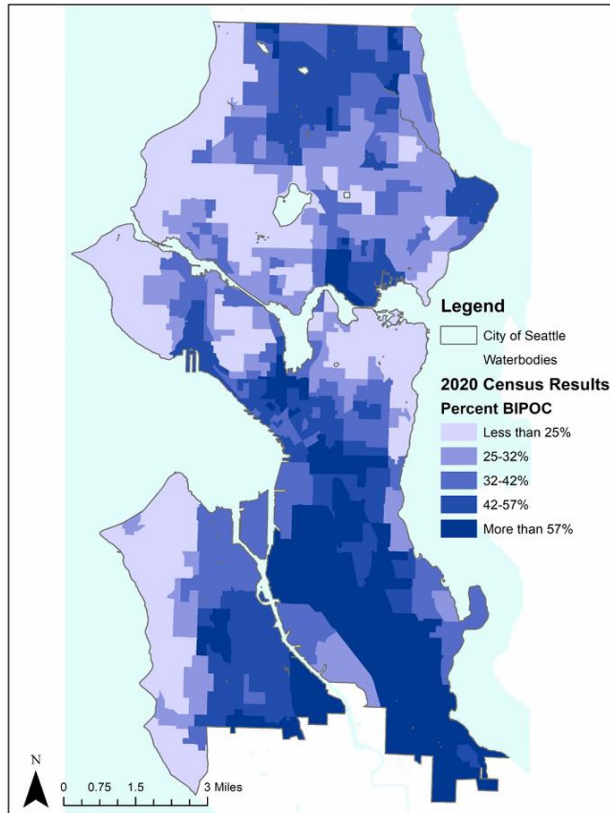 Legend
City of Seattle
Waterbodies
2020 Census Results
Percent BIPOC
Less than 25%
25-32%
32-42%
42-57%
More than 57%
N
0 0.75 1.5 3 Miles